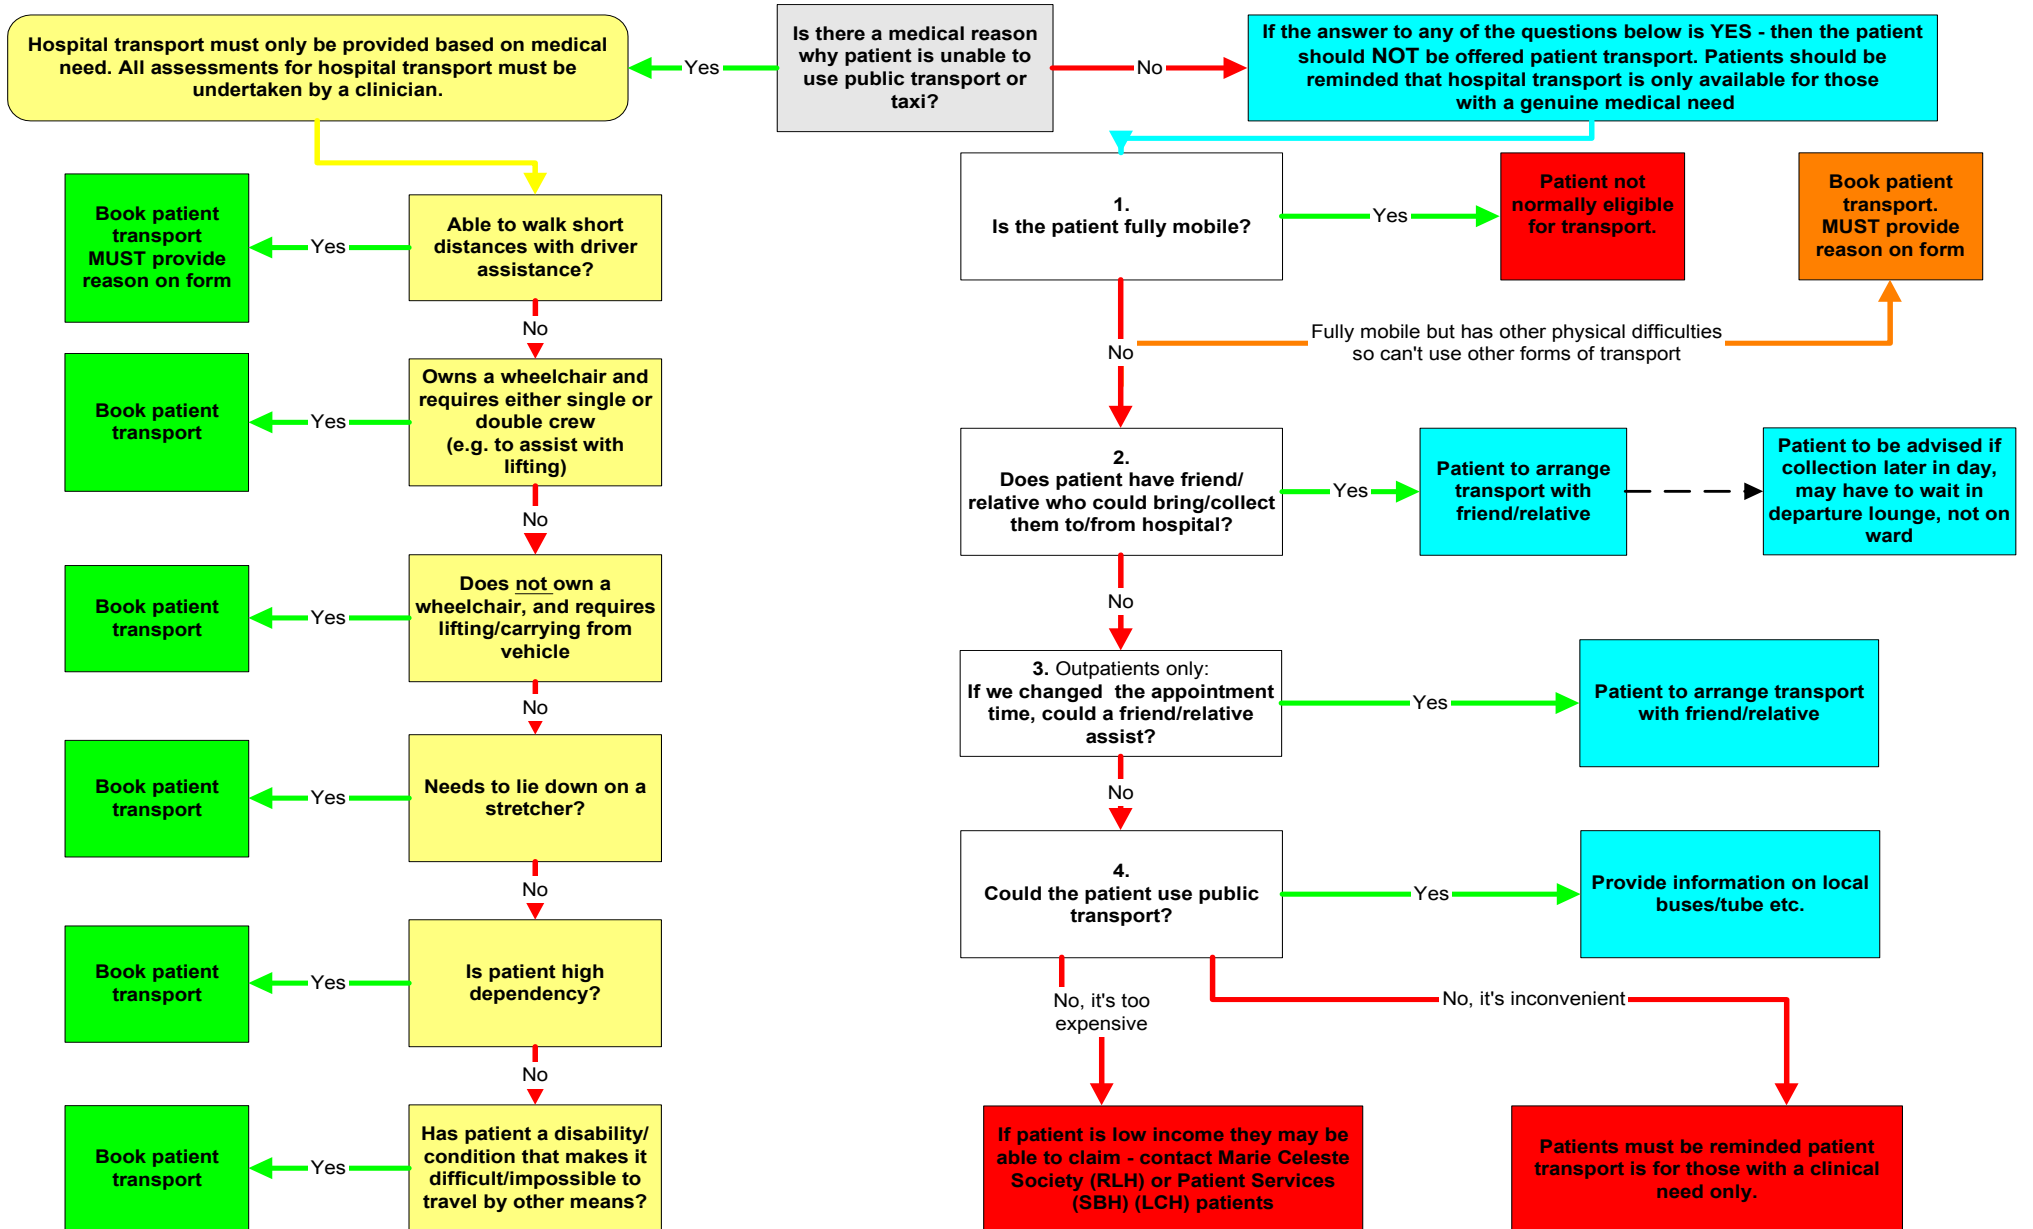 Hospital transport must only be provided based on medical
need. All assessments for hospital transport must be
undertaken by a clinician.
Yes
Is there a medical reason
why patient is unable to
use public transport or
taxi?
No
If the answer to any of the questions below is YES - then the patient
should NOT be offered patient transport. Patients should be
reminded that hospital transport is only available for those
with a genuine medical need
Book patient
transport
MUST provide
reason on form
Yes
Able to walk short
distances with driver
assistance?
No
Book patient
transport
Yes
Owns a wheelchair and
requires either single or
double crew
(e.g. to assist with
lifting)
No
Book patient
transport
Yes
Does not own a
wheelchair, and requires
lifting/carrying from
vehicle
No
Book patient
transport
Yes
Needs to lie down on a
stretcher?
No
Book patient
transport
Yes
Is patient high
dependency?
No
Book patient
transport
Yes
Has patient a disability/
condition that makes it
difficult/impossible to
travel by other means?
1.
Is the patient fully mobile?
Yes
Patient not
normally eligible
for transport.
Book patient
transport.
MUST provide
reason on form
No
Fully mobile but has other physical difficulties
so can't use other forms of transport
2.
Does patient have friend/
relative who could bring/collect
them to/from hospital?
Yes
Patient to arrange
transport with
friend/relative
Patient to be advised if
collection later in day,
may have to wait in
departure lounge, not on
ward
No
3. Outpatients only:
If we changed the appointment
time, could a friend/relative
assist?
Yes
Patient to arrange transport
with friend/relative
No
4.
Could the patient use public
transport?
Yes
Provide information on local
buses/tube etc.
No, it's too
expensive
No, it's inconvenient
If patient is low income they may be
able to claim - contact Marie Celeste
Society (RLH) or Patient Services
(SBH) (LCH) patients
Patients must be reminded patient
transport is for those with a clinical
need only.